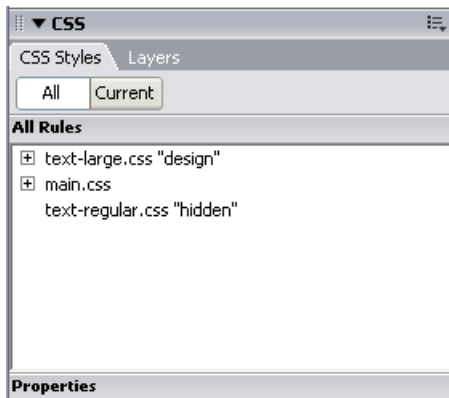 CSS
CSS Styles Layers
All Current
All Rules
text-large.css "design"
main.css
text-regular.css "hidden"
Properties